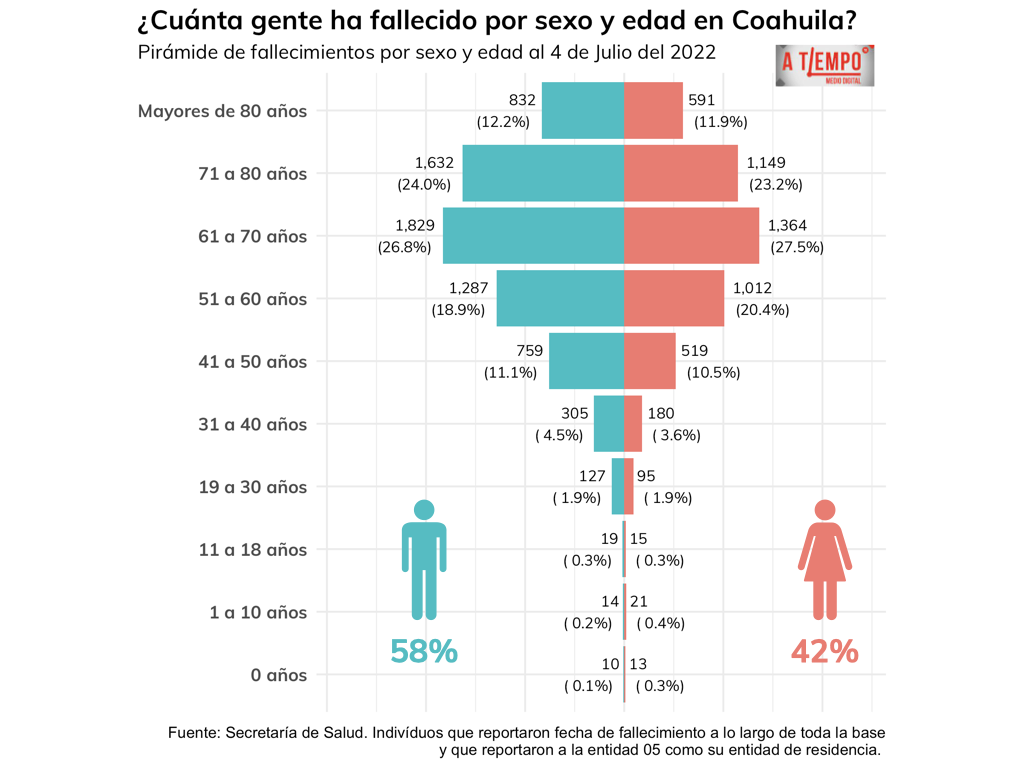 ¿Cuánta gente ha fallecido por sexo y edad en Coahuila?
Pirámide de fallecimientos por sexo y edad al 4 de Julio del 2022
A TIEMPO
MEDIO DIGITAL
Mayores de 80 años
832
(12.2%)
591
(11.9%)
71 a 80 años
1,632
(24.0%)
1,149
(23.2%)
61 a 70 años
1,829
(26.8%)
1,364
(27.5%)
51 a 60 años
1,287
(18.9%)
1,012
(20.4%)
41 a 50 años
759
(11.1%)
519
(10.5%)
31 a 40 años
305
( 4.5%)
180
( 3.6%)
19 a 30 años
127
( 1.9%)
95
( 1.9%)
11 a 18 años
19
( 0.3%)
15
( 0.3%)
1 a 10 años
14
( 0.2%)
21
( 0.4%)
0 años
10
( 0.1%)
13
( 0.3%)
58%
42%
Fuente: Secretaría de Salud. Indivíduos que reportaron fecha de fallecimiento a lo largo de toda la base
y que reportaron a la entidad 05 como su entidad de residencia.